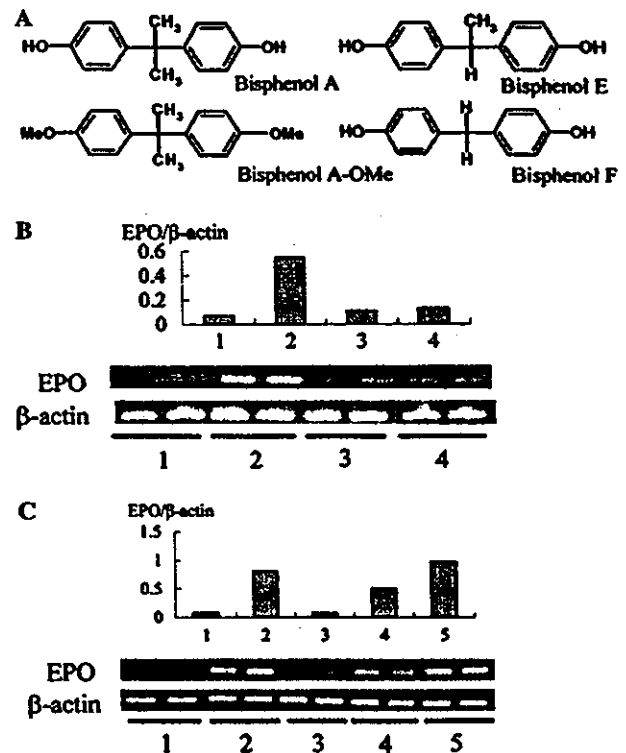 A
HO CH₃ CH₃ OH
Bisphenol A
HO CH₃ H OH
Bisphenol E
MeO CH₃ CH₃ OMe
Bisphenol A-OMe
HO H H OH
Bisphenol F
B
EPO/β-actin
0.6
0.4
0.2
0
1 2 3 4
EPO
β-actin
1 2 3 4
C
EPO/β-actin
1.5
1
0.5
0
1 2 3 4 5
EPO
β-actin
1 2 3 4 5